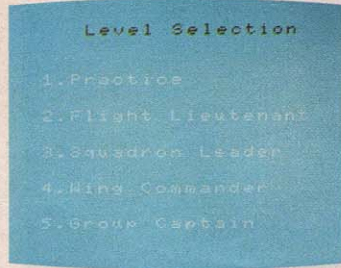 Level Selection
1.Practice
2.Flight Lieutenant
3.Squadron Leader
4.Wing Commander
5.Group Captain